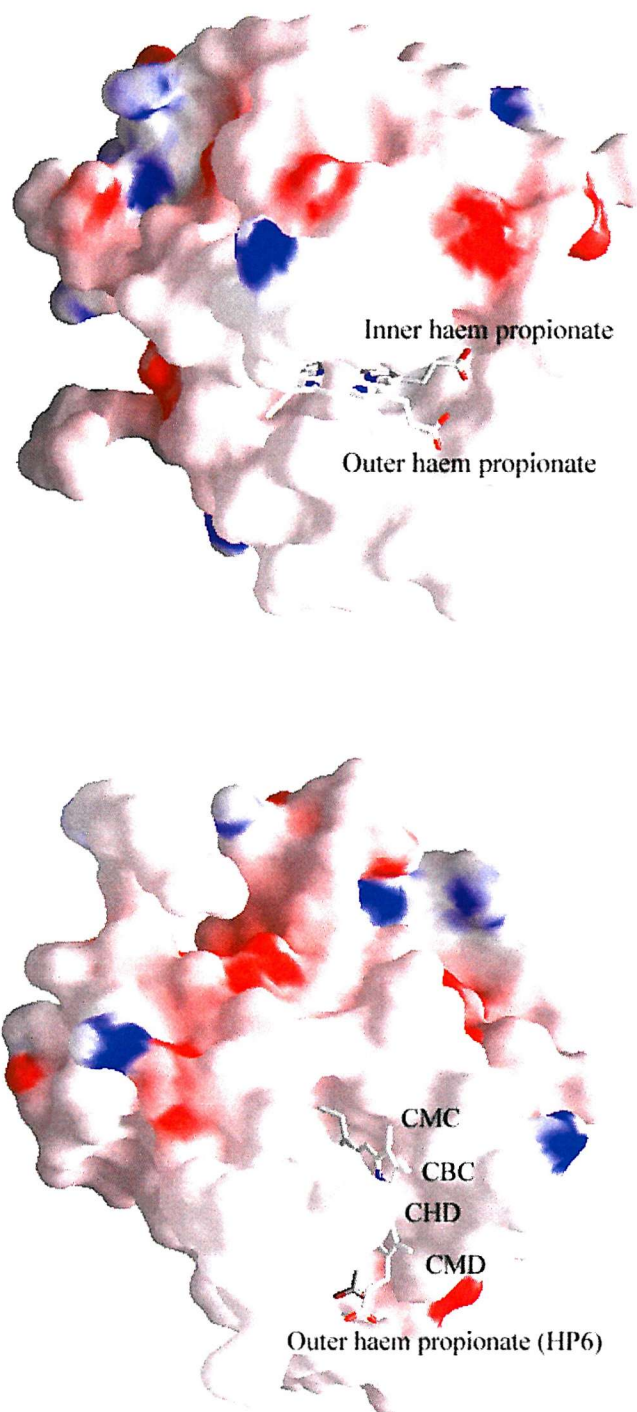 Inner haem propionate
Outer haem propionate
CMC
CBC
CHD
CMD
Outer haem propionate (HP6)